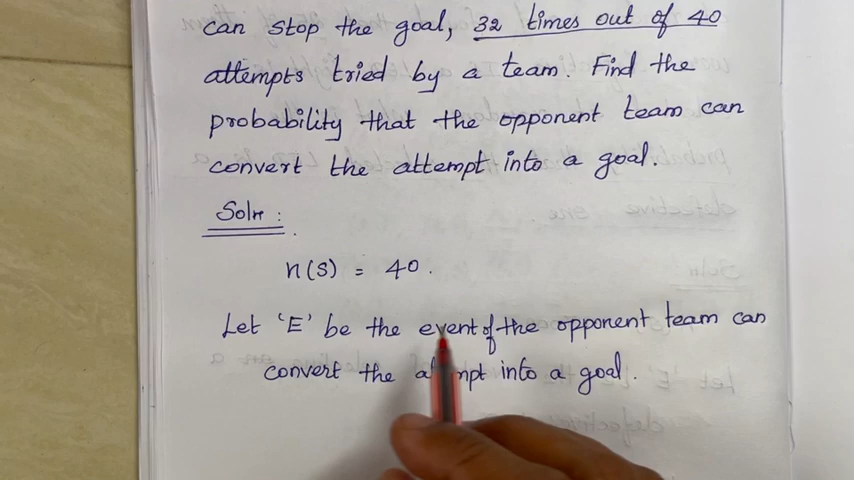 can stop the goal, 32 times out of 40
attempts tried by a team. Find the
probability that the opponent team can
convert the attempt into a goal.
Soln :
n(S) = 40.
Let 'E' be the event of the opponent team can
convert the attempt into a goal.